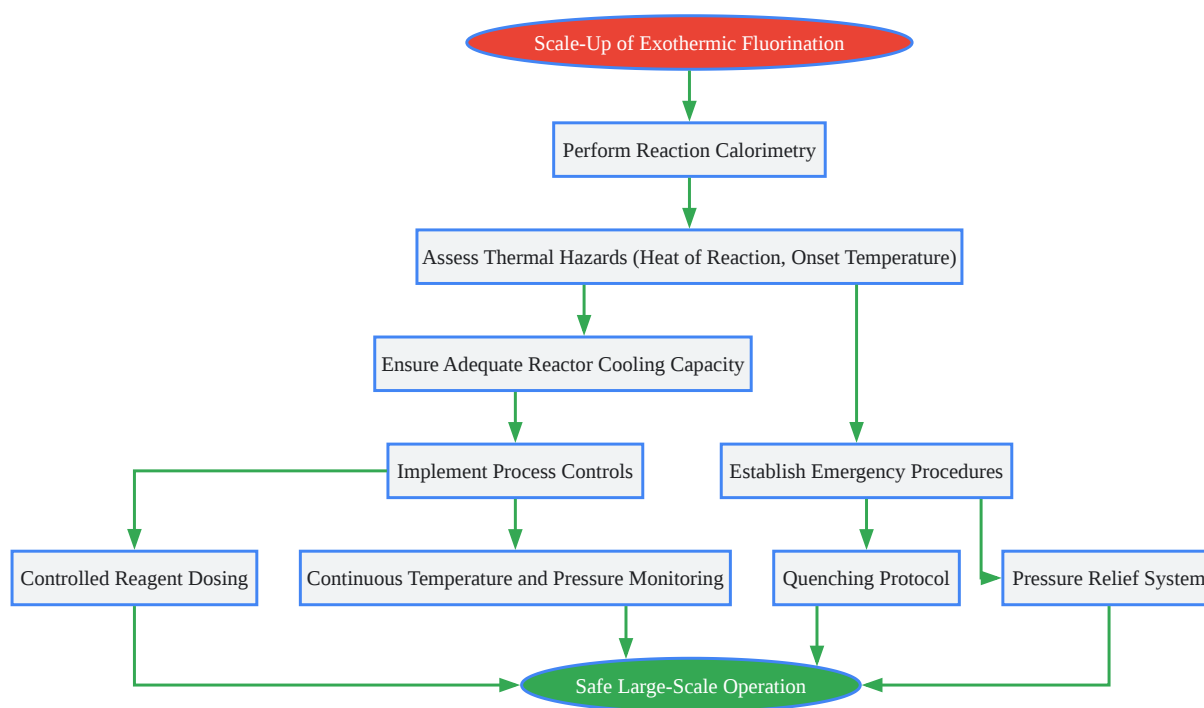 Scale-Up of Exothermic Fluorination
Perform Reaction Calorimetry
Assess Thermal Hazards (Heat of Reaction, Onset Temperature)
Ensure Adequate Reactor Cooling Capacity
Implement Process Controls
Establish Emergency Procedures
Controlled Reagent Dosing
Continuous Temperature and Pressure Monitoring
Quenching Protocol
Pressure Relief System
Safe Large-Scale Operation